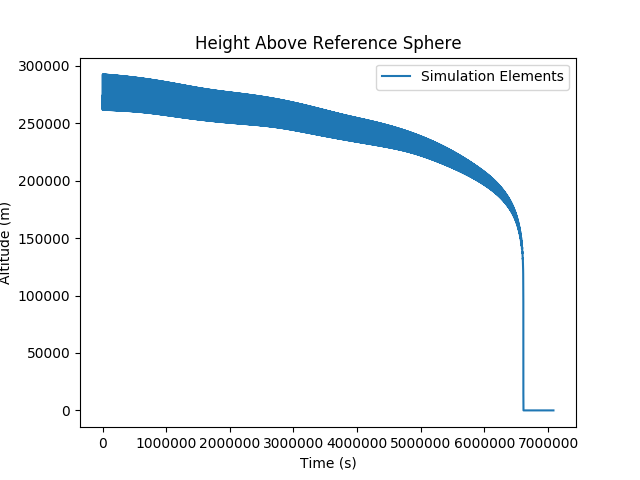 Height Above Reference Sphere
Simulation Elements
300000
250000
200000
150000
100000
50000
0
Altitude (m)
0 1000000 2000000 3000000 4000000 5000000 6000000 7000000
Time (s)